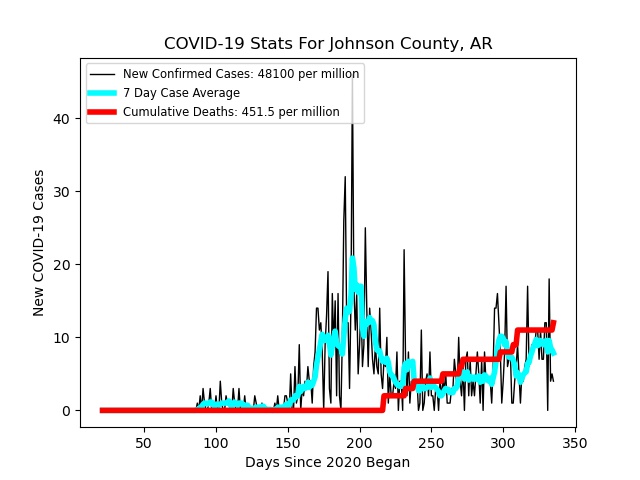 COVID-19 Stats For Johnson County, AR
New Confirmed Cases: 48100 per million
7 Day Case Average
Cumulative Deaths: 451.5 per million
New COVID-19 Cases
40
30
20
10
0
50 100 150 200 250 300 350
Days Since 2020 Began